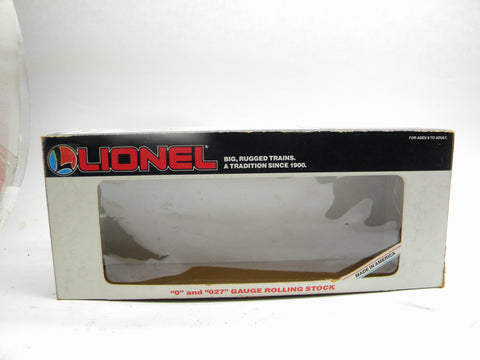 FOR AGES 8 TO ADULT.
LIONEL
BIG, RUGGED TRAINS.
A TRADITION SINCE 1900.
MADE IN AMERICA
"O" and "027" GAUGE ROLLING STOCK